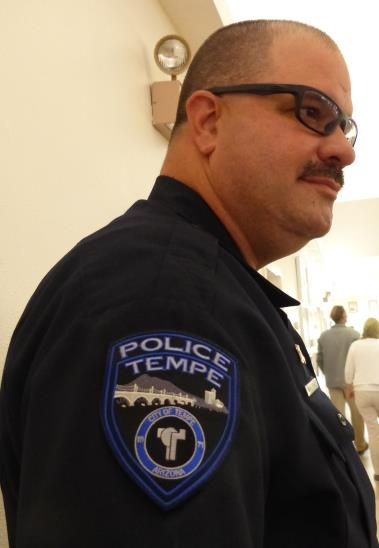 POLICE
TEMPE
CITY OF TEMPE
ARIZONA